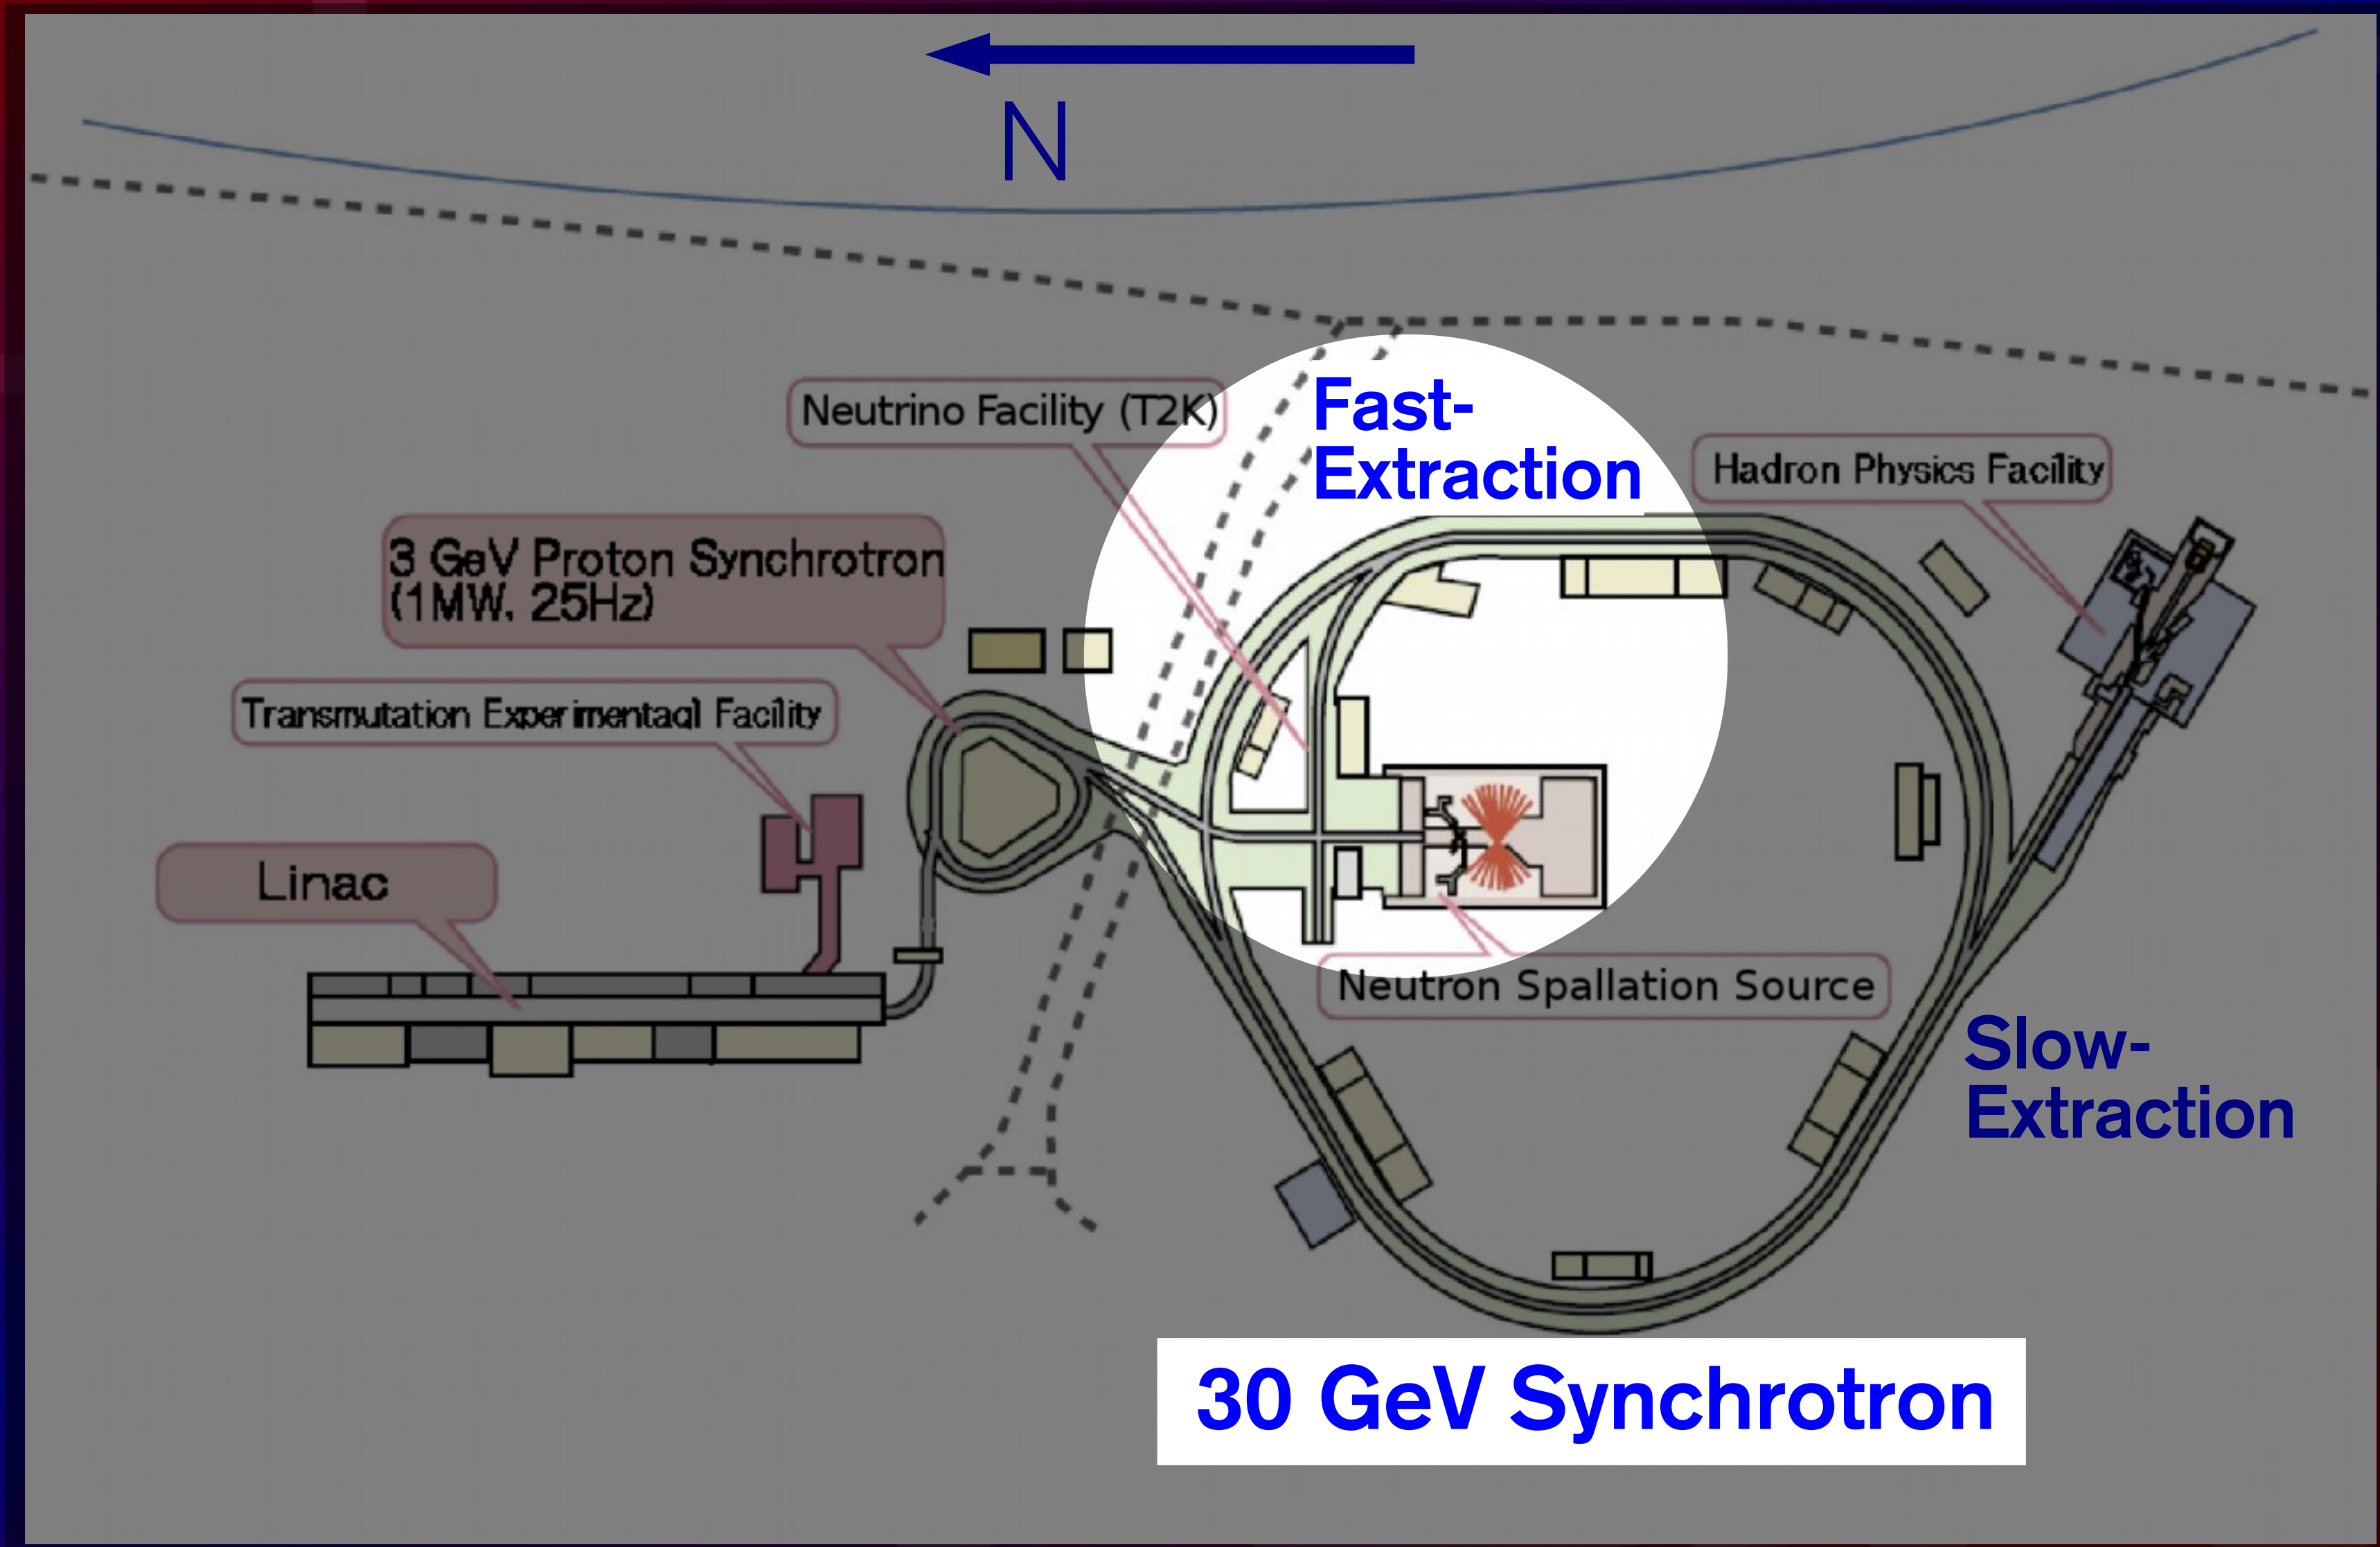 N
Fast-
Extraction
Neutrino Facility (T2K)
Hadron Physics Facility
3 GeV Proton Synchrotron
(1MW, 25Hz)
Transmutation Experimentaql Facility
Linac
Neutron Spallation Source
Slow-
Extraction
30 GeV Synchrotron